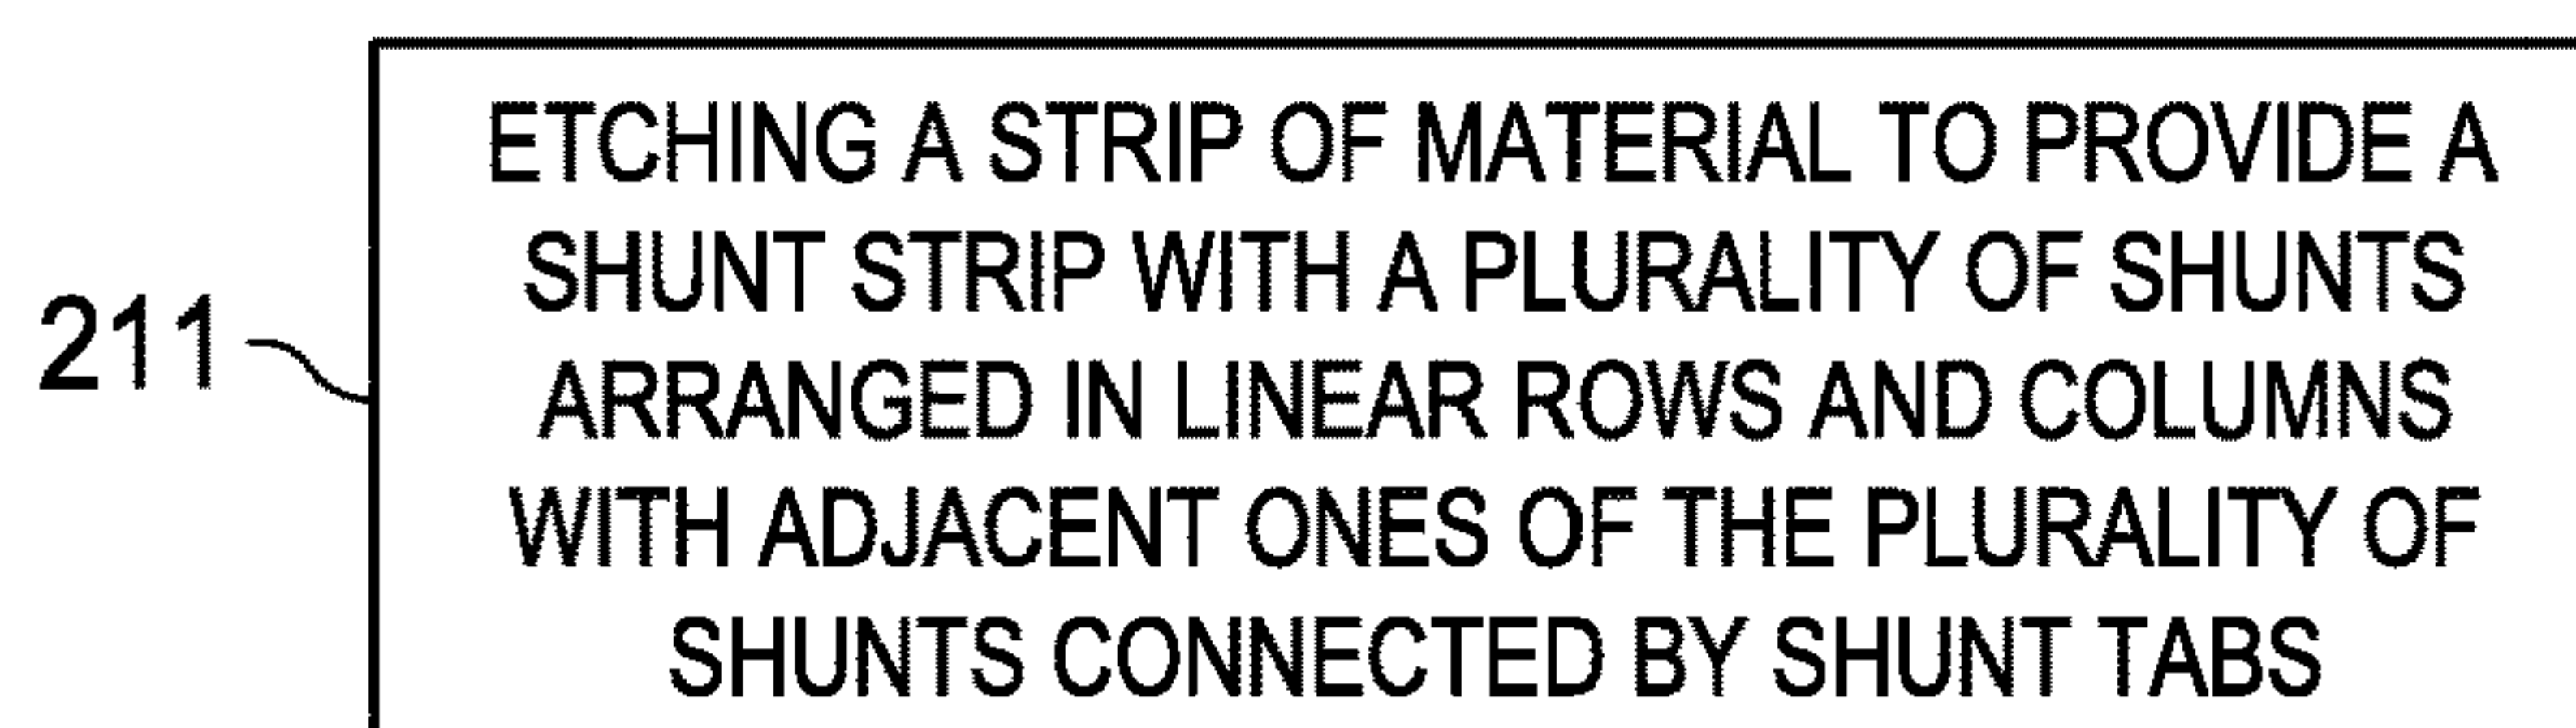 ETCHING A STRIP OF MATERIAL TO PROVIDE A
SHUNT STRIP WITH A PLURALITY OF SHUNTS
211
ARRANGED IN LINEAR ROWS AND COLUMNS
WITH ADJACENT ONES OF THE PLURALITY OF
SHUNTS CONNECTED BY SHUNT TABS